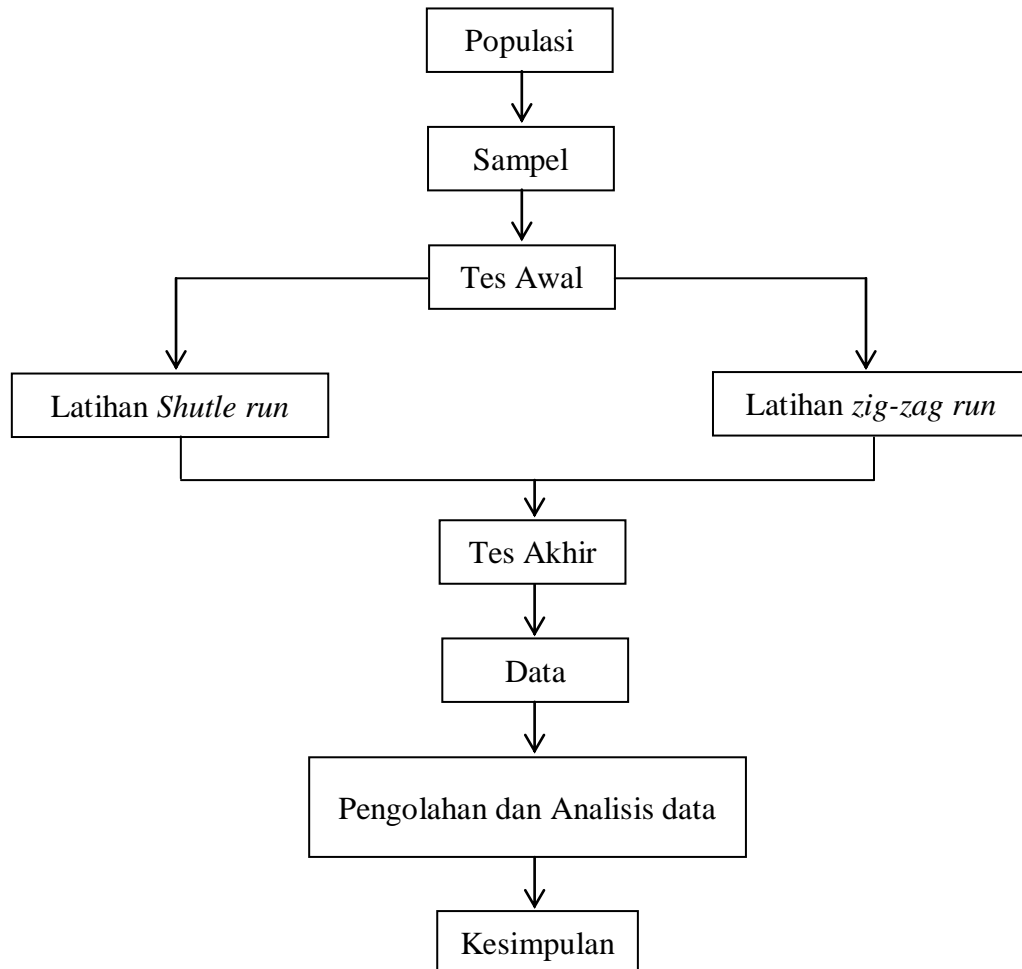 Populasi
Sampel
Tes Awal
Latihan Shutle run
Latihan zig-zag run
Tes Akhir
Data
Pengolahan dan Analisis data
Kesimpulan